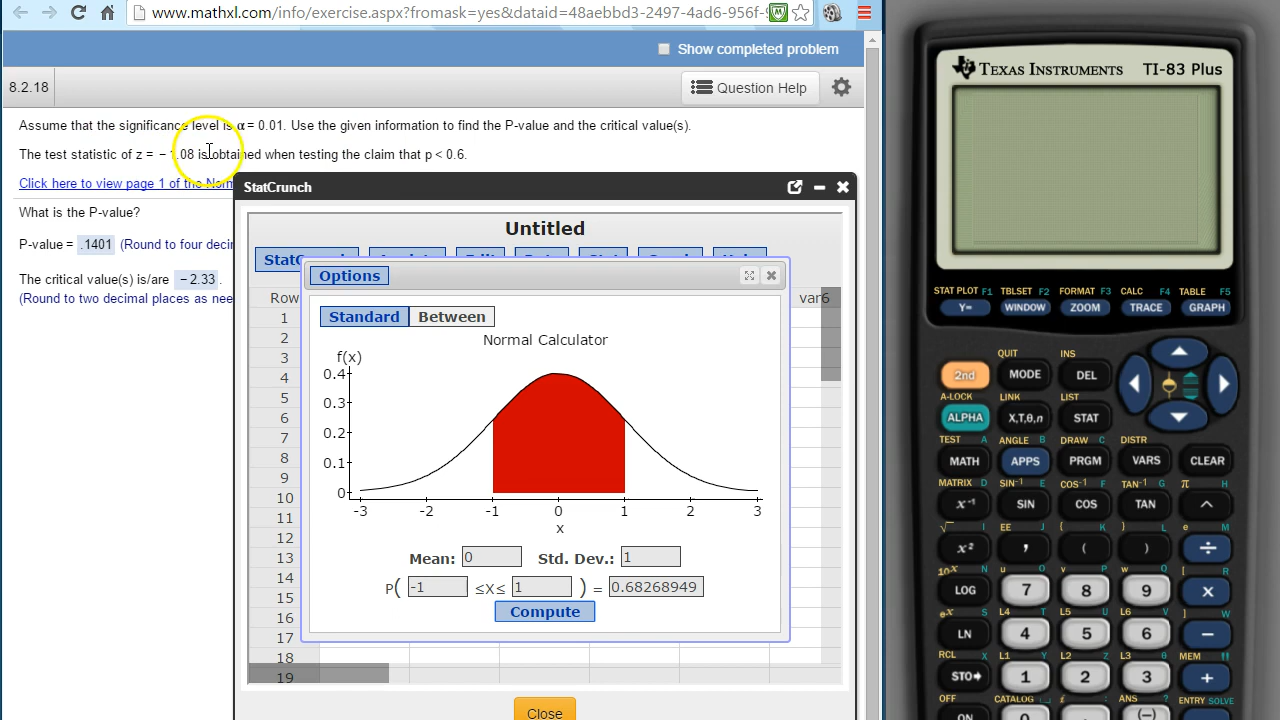 www.mathxl.com/info/exercise.aspx?fromask=yes&dataid=48aebbd3-2497-4ad6-956f-9
Show completed problem
8.2.18
Question Help
Assume that the significance level is α = 0.01. Use the given information to find the P-value and the critical value(s).
The test statistic of z = − 1.08 is obtained when testing the claim that p < 0.6.
Click here to view page 1 of the Norm
What is the P-value?
P-value = .1401 (Round to four decin
The critical value(s) is/are − 2.33 .
(Round to two decimal places as nee
StatCrunch
Untitled
StatC
Row
var6
1
2
3
4
5
6
7
8
9
10
11
12
13
14
15
16
17
18
19
Options
Standard Between
Normal Calculator
f(x)
0.4
0.3
0.2
0.1
0
-3 -2 -1 0 1 2 3
x
Mean: 0 Std. Dev.: 1
P( -1 ≤X≤ 1 ) = 0.68268949
Compute
Close
TEXAS INSTRUMENTS TI-83 Plus
STAT PLOT F1 TBLSET F2 FORMAT F3 CALC F4 TABLE F5
Y= WINDOW ZOOM TRACE GRAPH
QUIT INS
2nd MODE DEL
A-LOCK LINK LIST
ALPHA X,T,θ,n STAT
TEST A ANGLE B DRAW C DISTR
MATH APPS PRGM VARS CLEAR
MATRIX D SIN⁻¹ E COS⁻¹ F TAN⁻¹ G π H
x⁻¹ SIN COS TAN ^
√ I EE J { K } L e M
x² , ( ) ÷
10ˣ N u O v P w Q [ R
LOG 7 8 9 ×
eˣ S L4 T L5 U L6 V ] W
LN 4 5 6 −
RCL X L1 Y L2 Z L3 θ MEM "
STO➔ 1 2 3 +
OFF CATALOG i : ANS ? ENTRY SOLVE
ON 0 . (−)